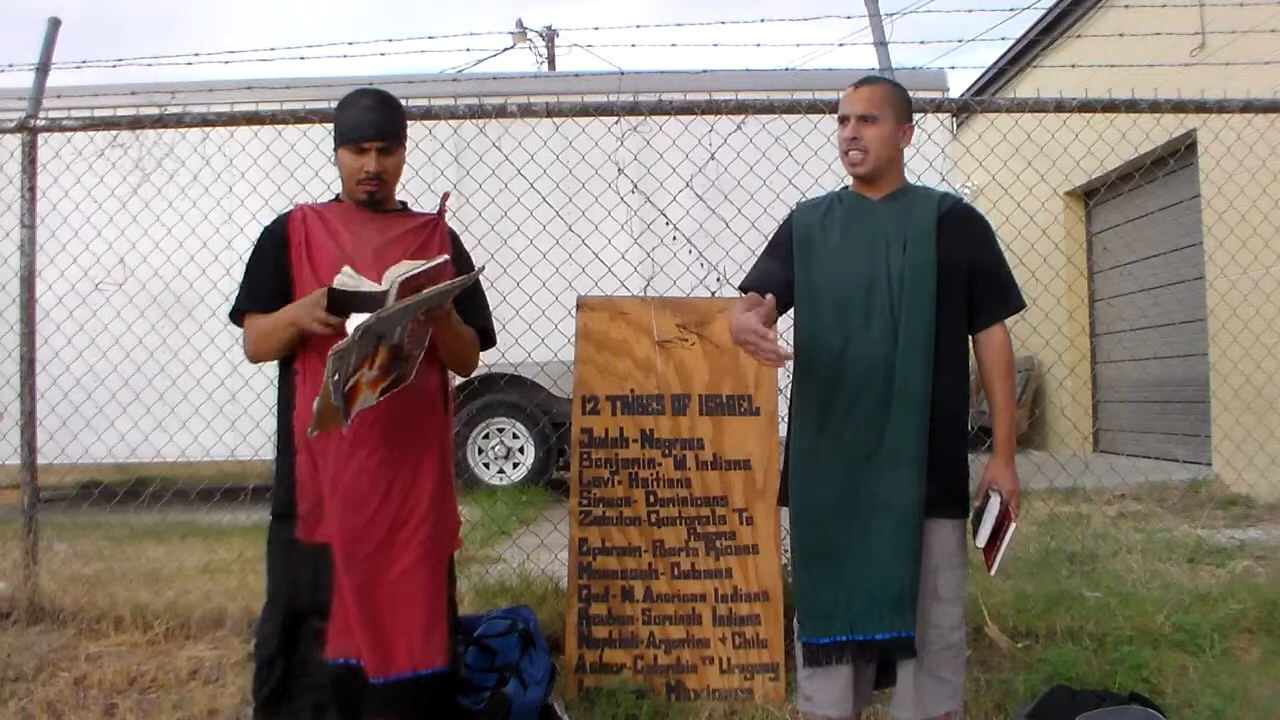 12 TRIBES OF ISRAEL
Judah-Negroes
Benjamin- W. Indians
Levi- Haitians
Simeon- Dominicans
Zebulon-Guatemala To
Panama
Ephraim-Puerto Ricans
Manasseh- Cubans
Gad-N. American Indians
Reuben-Seminole Indians
Naphtali-Argentina + Chile
Asher-Colombia To Uruguay
Mexicans